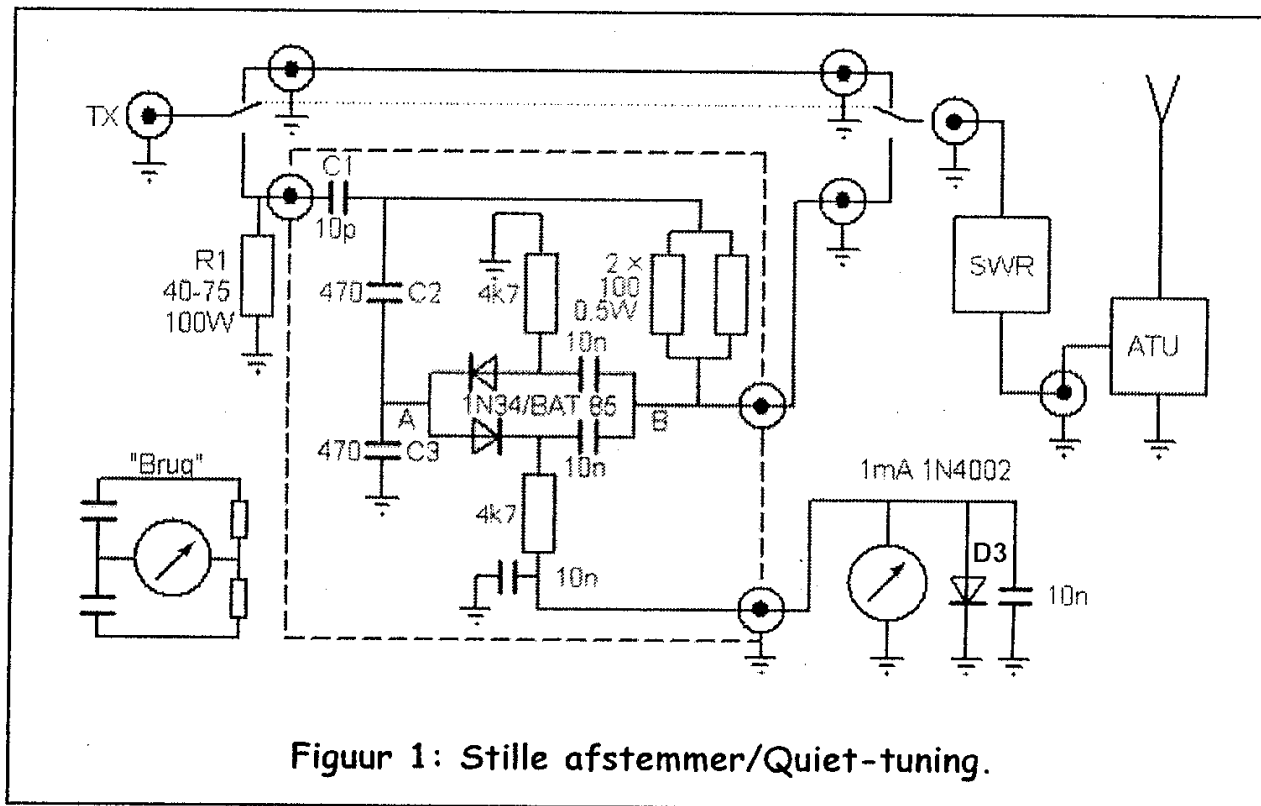 TX
C1
10p
R1
40-75
100W
470
C2
4k7
2 x
100
0.5W
10n
SWR
ATU
A
1N34/BAT 85
B
470
C3
10n
"Brug"
4k7
1mA 1N4002
D3
10n
10n
Figuur 1: Stille afstemmer/Quiet-tuning.